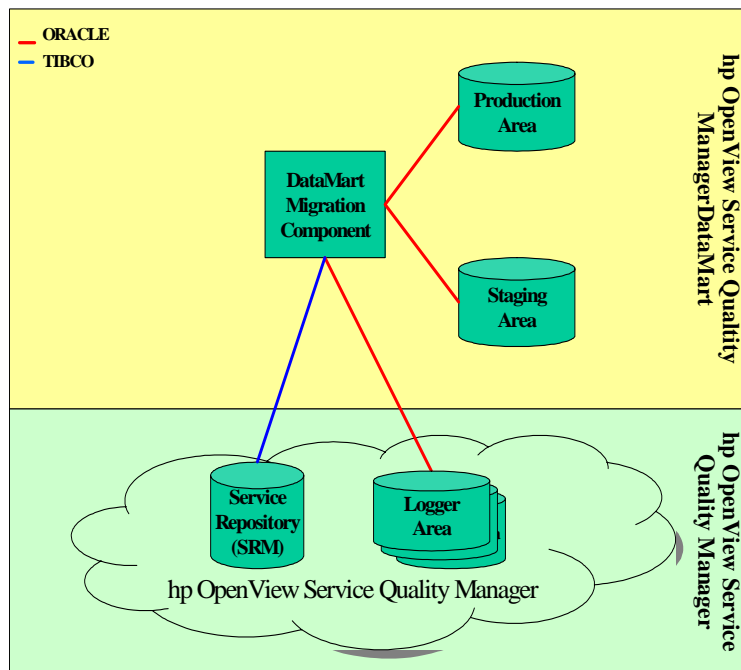 ORACLE
TIBCO
Production
Area
DataMart
Migration
Component
Staging
Area
hp OpenView Service Qualtity
ManagerDataMart
Service
Repository
(SRM)
Logger
Area
hp OpenView Service Quality Manager
hp OpenView Service
Quality Manager